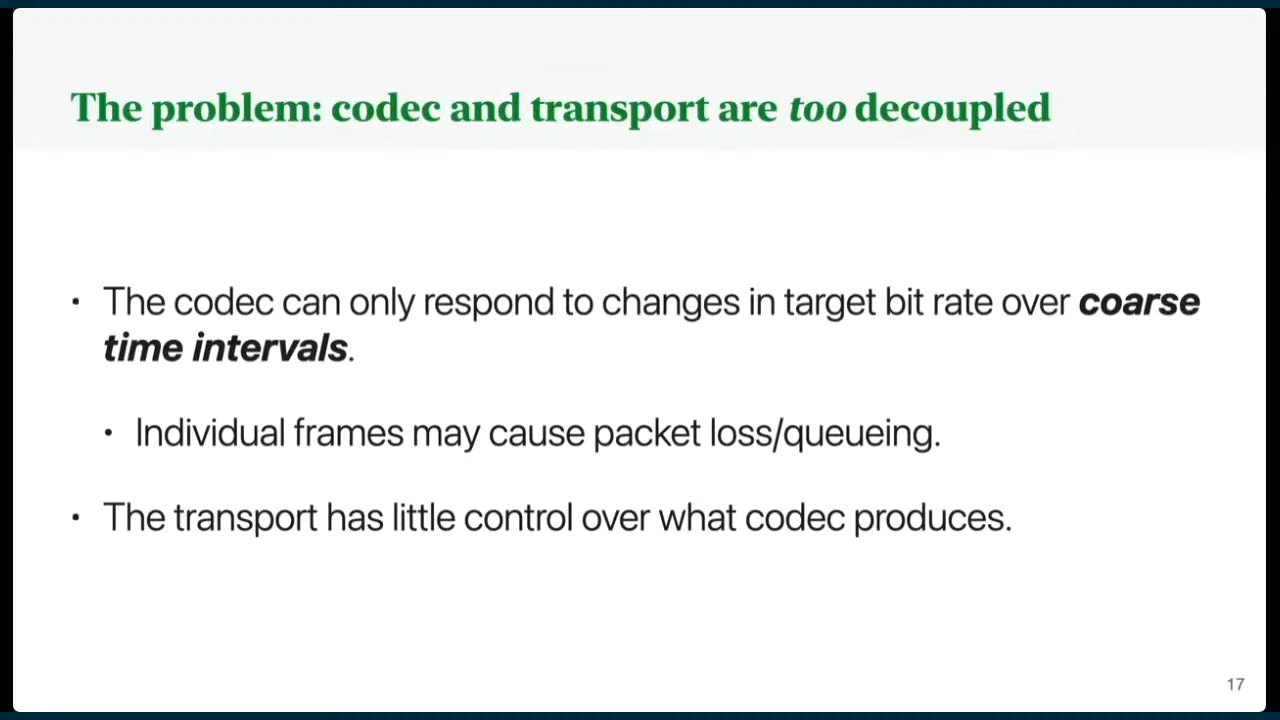 The problem: codec and transport are too decoupled
• The codec can only respond to changes in target bit rate over coarse
time intervals.
• Individual frames may cause packet loss/queueing.
• The transport has little control over what codec produces.
17